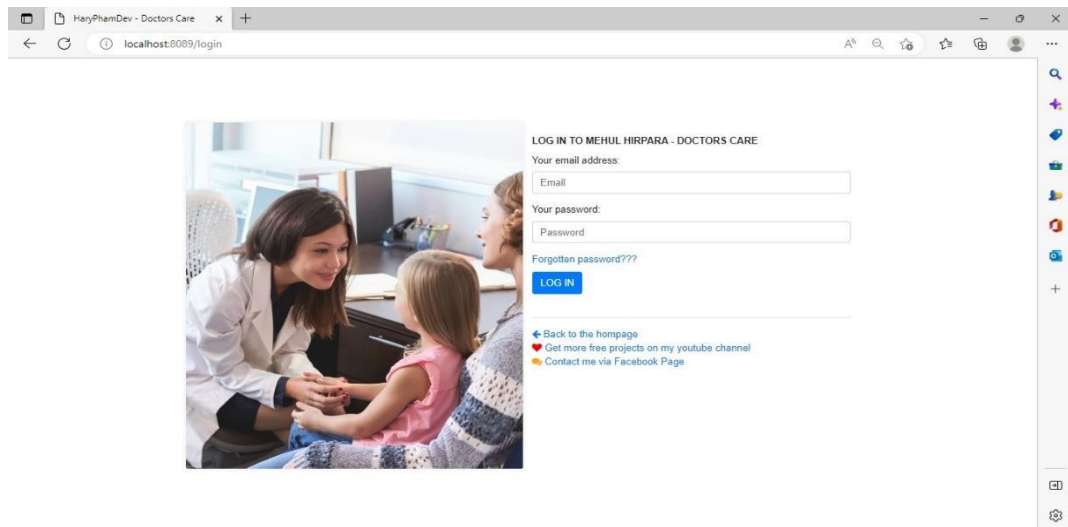 HaryPhamDev - Doctors Care
localhost:8089/login
LOG IN TO MEHUL HIRPARA - DOCTORS CARE
Your email address:
Email
Your password:
Password
Forgotten password???
LOG IN
Back to the hompage
Get more free projects on my youtube channel
Contact me via Facebook Page